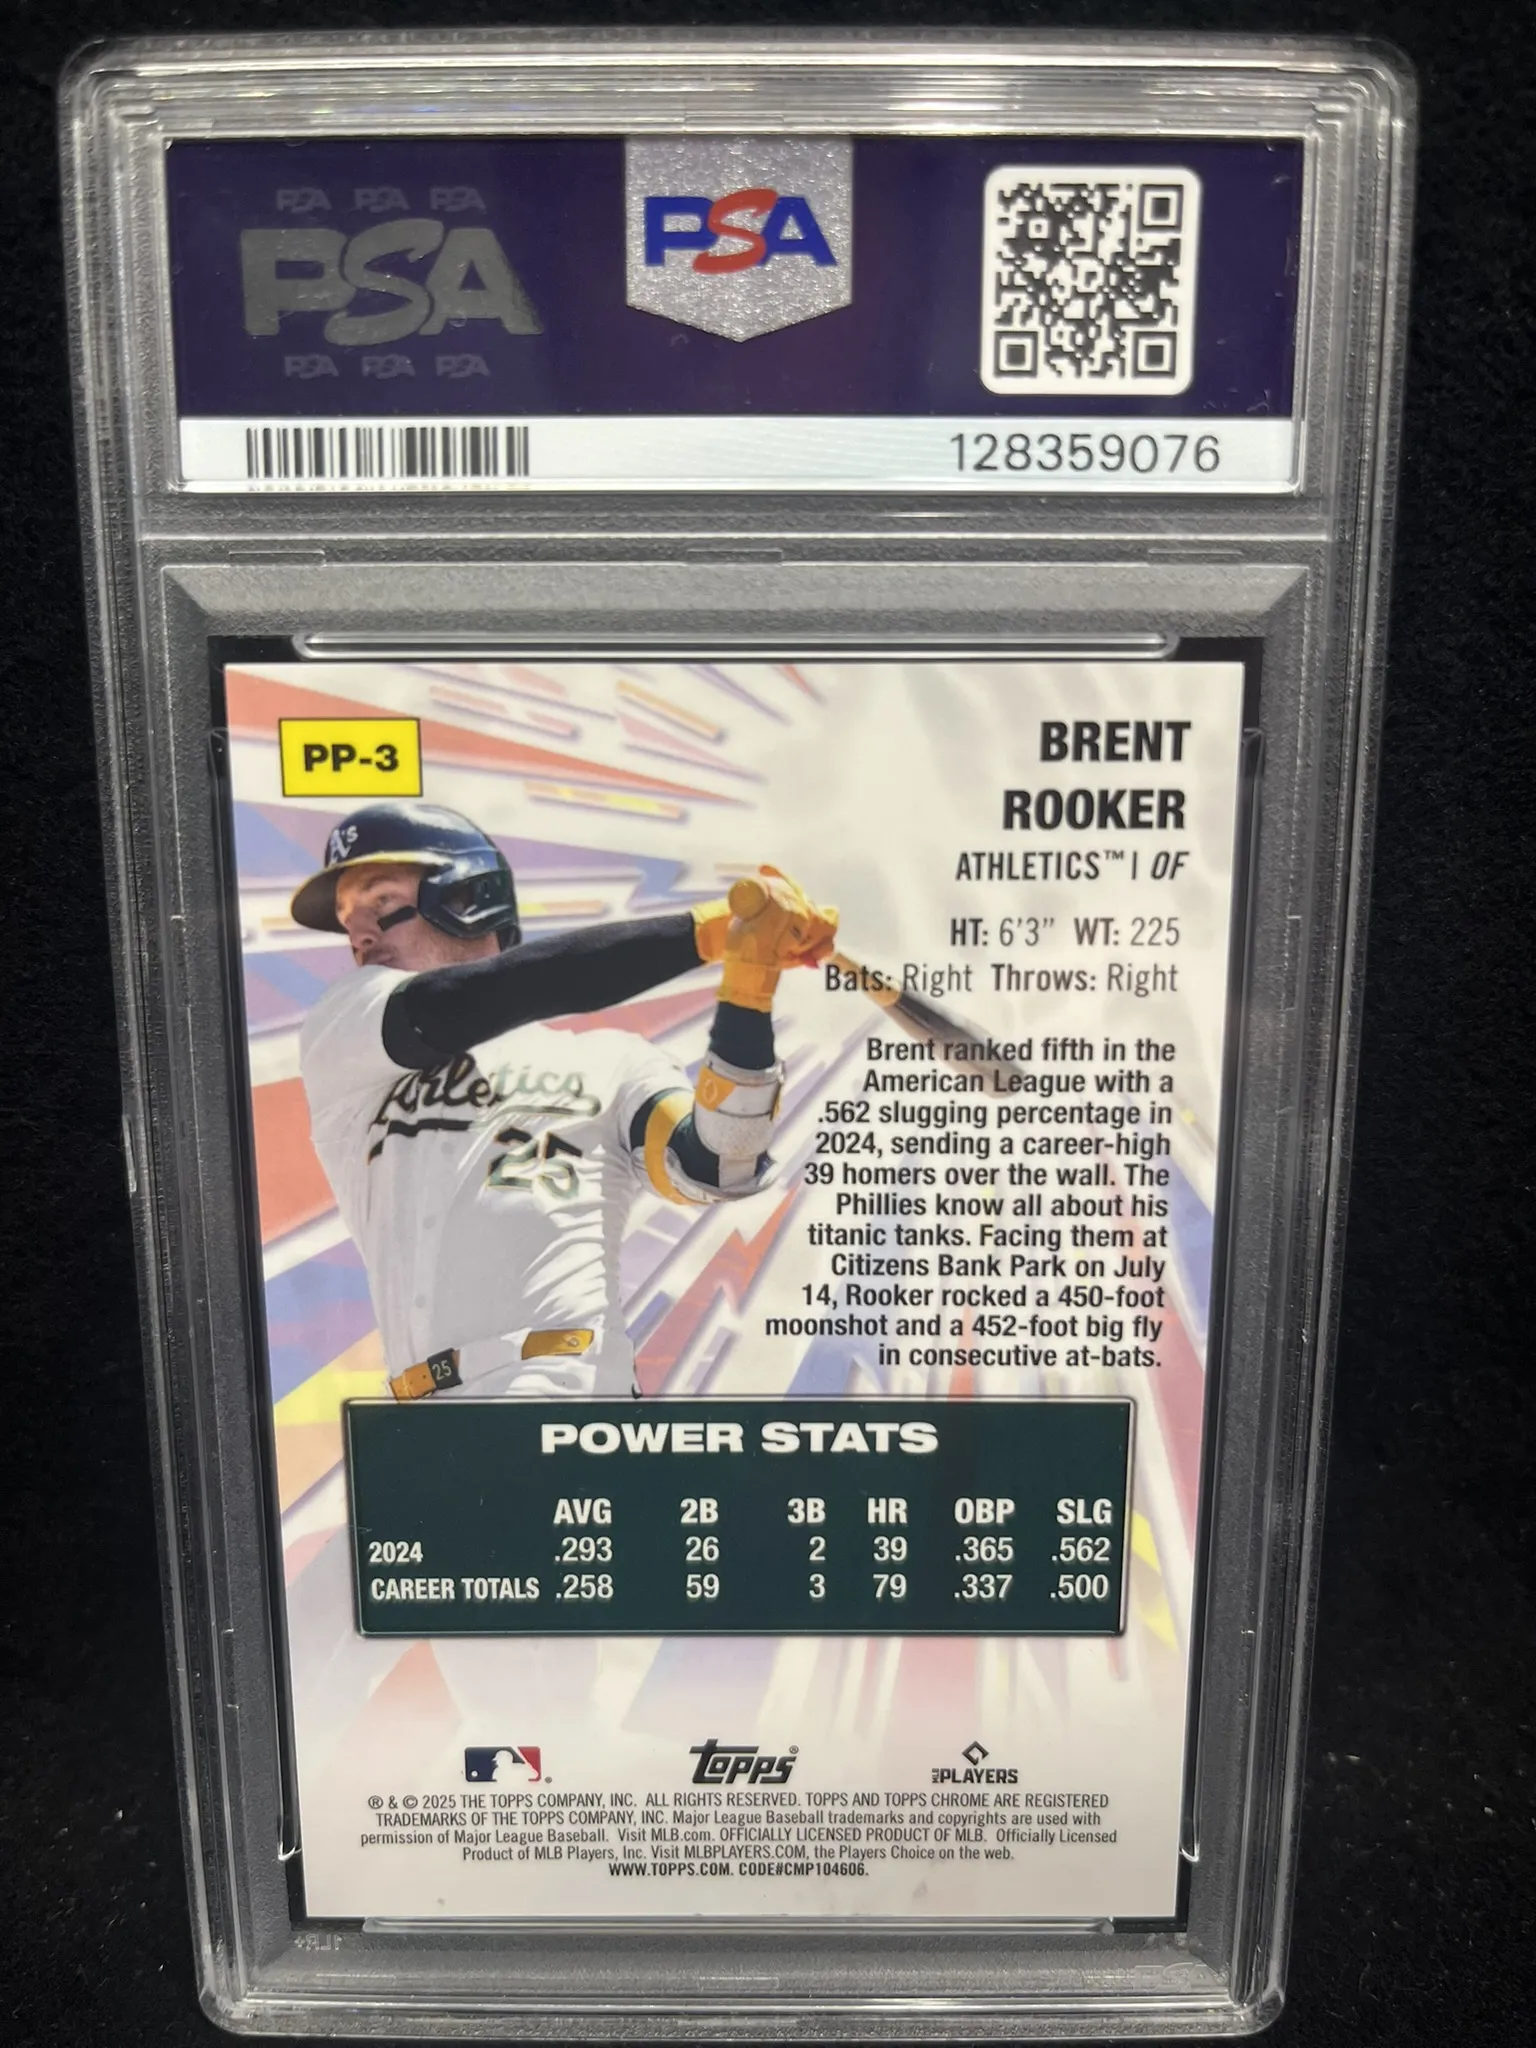 PSA PSA PSA
PSA
PSA PSA PSA
PSA
128359076
PP-3
BRENT
ROOKER
ATHLETICS™ | OF
HT: 6'3" WT: 225
Bats: Right Throws: Right
A's
Athletics
25
25
Brent ranked fifth in the
American League with a
.562 slugging percentage in
2024, sending a career-high
39 homers over the wall. The
Phillies know all about his
titanic tanks. Facing them at
Citizens Bank Park on July
14, Rooker rocked a 450-foot
moonshot and a 452-foot big fly
in consecutive at-bats.
POWER STATS
AVG 2B 3B HR OBP SLG
2024 .293 26 2 39 .365 .562
CAREER TOTALS .258 59 3 79 .337 .500
topps®
MLB PLAYERS
® & © 2025 THE TOPPS COMPANY, INC. ALL RIGHTS RESERVED. TOPPS AND TOPPS CHROME ARE REGISTERED
TRADEMARKS OF THE TOPPS COMPANY, INC. Major League Baseball trademarks and copyrights are used with
permission of Major League Baseball. Visit MLB.com. OFFICIALLY LICENSED PRODUCT OF MLB. Officially Licensed
Product of MLB Players, Inc. Visit MLBPLAYERS.COM, the Players Choice on the web.
WWW.TOPPS.COM. CODE#CMP104606.